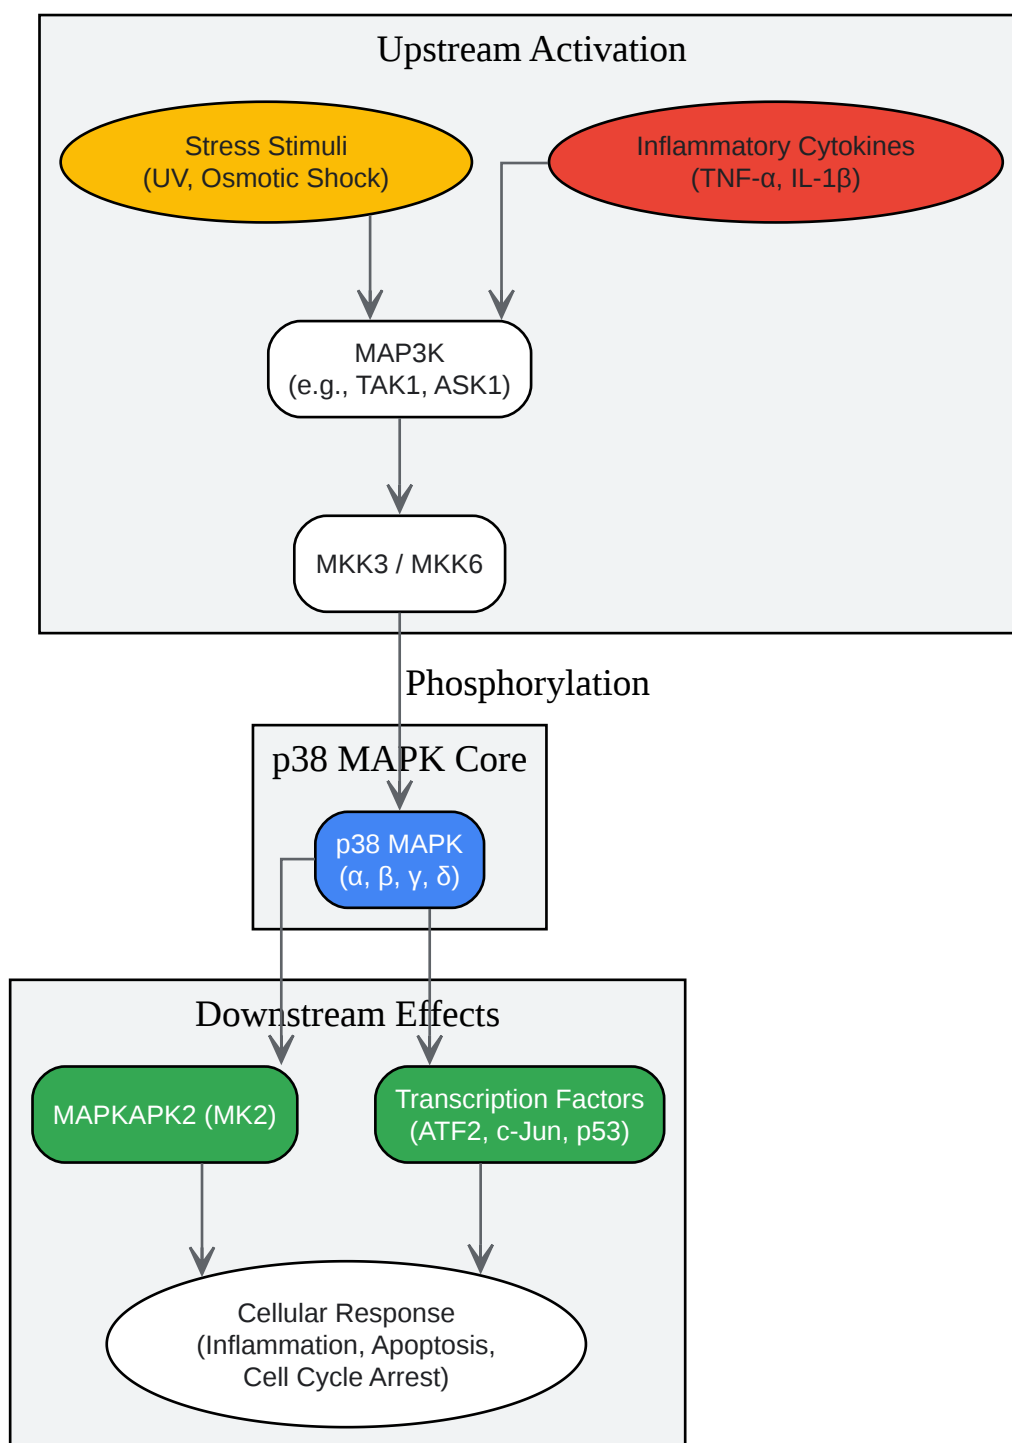 Upstream Activation
Stress Stimuli
(UV, Osmotic Shock)
Inflammatory Cytokines
(TNF-α, IL-1β)
MAP3K
(e.g., TAK1, ASK1)
MKK3 / MKK6
Phosphorylation
p38 MAPK Core
p38 MAPK
(α, β, γ, δ)
Downstream Effects
MAPKAPK2 (MK2)
Transcription Factors
(ATF2, c-Jun, p53)
Cellular Response
(Inflammation, Apoptosis,
Cell Cycle Arrest)